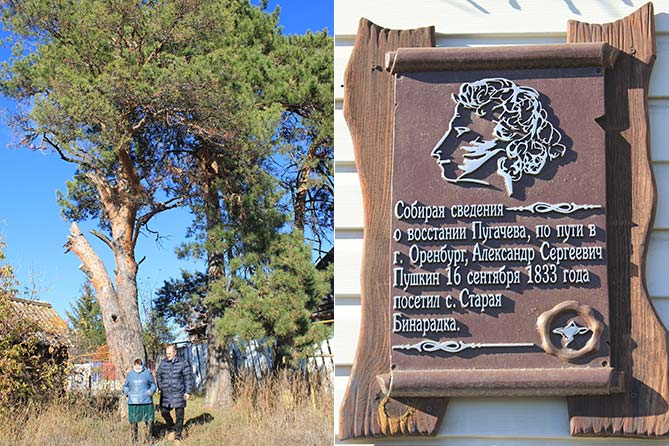 Собирая сведения
о восстании Пугачева, по пути в
г. Оренбург, Александр Сергеевич
Пушкин 16 сентября 1833 года
посетил с. Старая
Бинарадка.